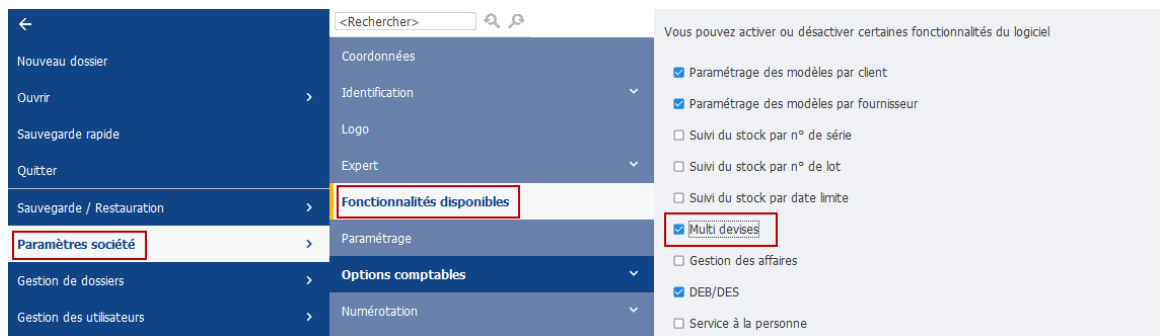 Nouveau dossier
Ouvrir
Sauvegarde rapide
Quitter
Sauvegarde / Restauration
Paramètres société
Gestion de dossiers
Gestion des utilisateurs
<Rechercher>
Coordonnées
Identification
Logo
Expert
Fonctionnalités disponibles
Paramétrage
Options comptables
Numérotation
Vous pouvez activer ou désactiver certaines fonctionnalités du logiciel
Paramétrage des modèles par client
Paramétrage des modèles par fournisseur
Suivi du stock par n° de série
Suivi du stock par n° de lot
Suivi du stock par date limite
Multi devises
Gestion des affaires
DEB/DES
Service à la personne